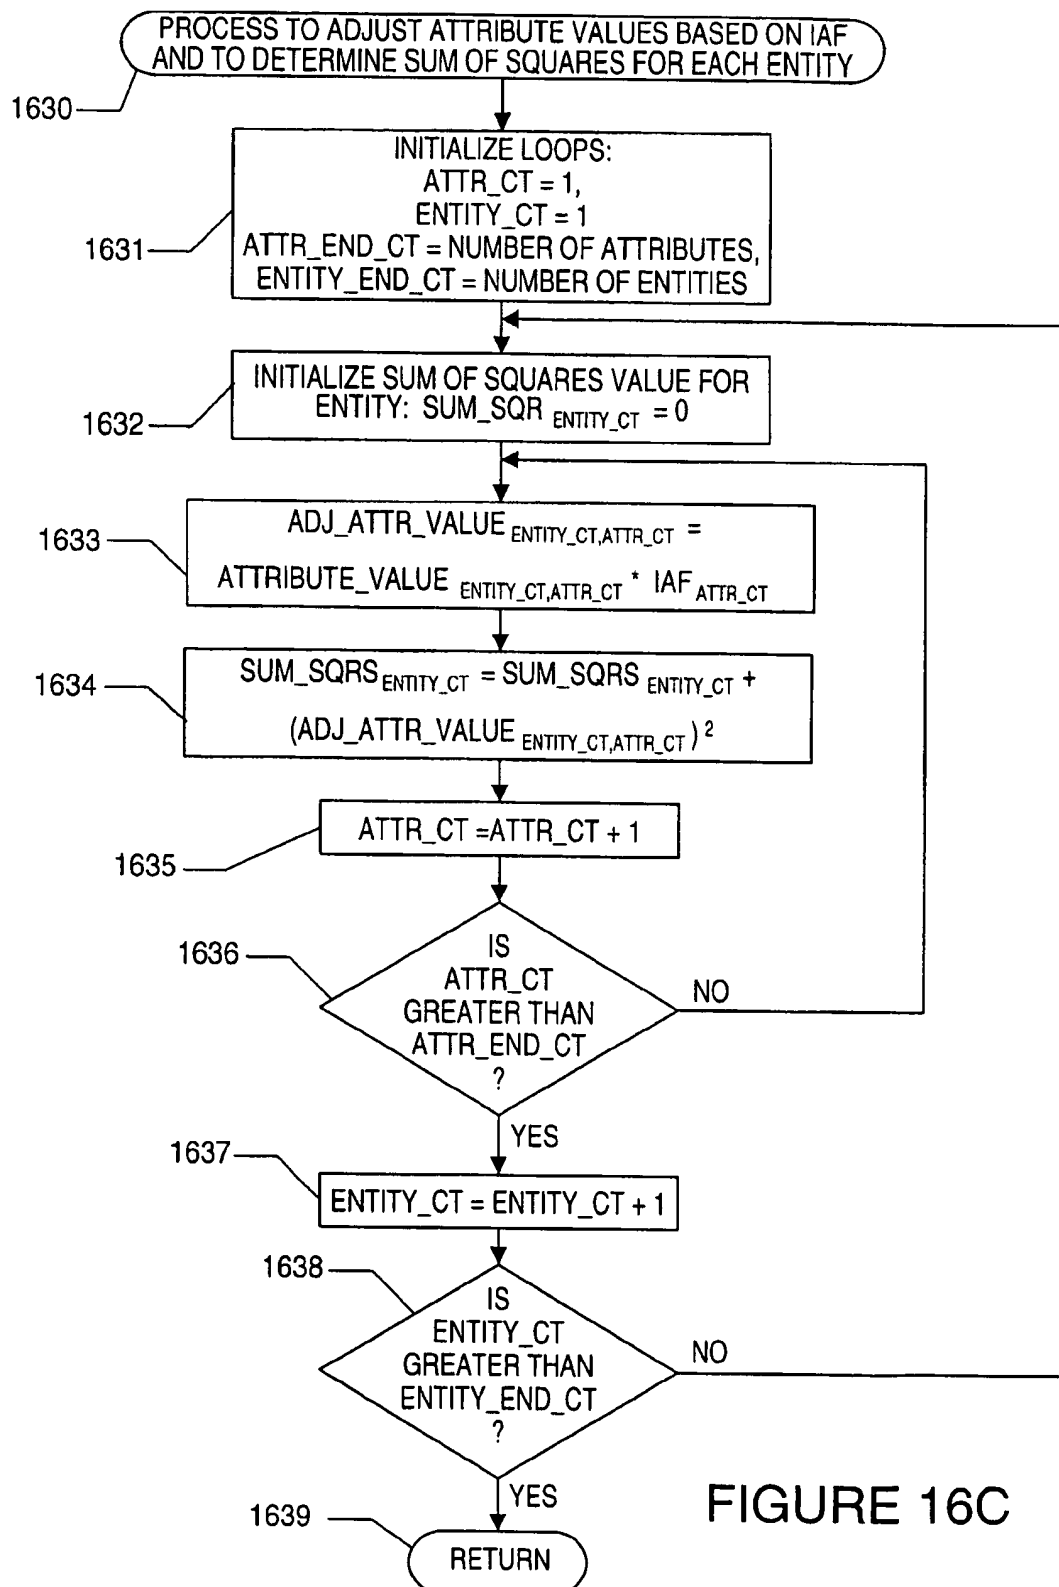 PROCESS TO ADJUST ATTRIBUTE VALUES BASED ON IAF
AND TO DETERMINE SUM OF SQUARES FOR EACH ENTITY
1630
INITIALIZE LOOPS:
ATTR_CT = 1,
ENTITY_CT = 1
ATTR_END_CT = NUMBER OF ATTRIBUTES,
ENTITY_END_CT = NUMBER OF ENTITIES
1631
INITIALIZE SUM OF SQUARES VALUE FOR
ENTITY: SUM_SQR ENTITY_CT = 0
1632
ADJ_ATTR_VALUE ENTITY_CT,ATTR_CT =
ATTRIBUTE_VALUE ENTITY_CT,ATTR_CT * IAF ATTR_CT
1633
SUM_SQRS ENTITY_CT = SUM_SQRS ENTITY_CT +
(ADJ_ATTR_VALUE ENTITY_CT,ATTR_CT ) 2
1634
ATTR_CT =ATTR_CT + 1
1635
IS
ATTR_CT
GREATER THAN
ATTR_END_CT
?
1636
NO
YES
1637
ENTITY_CT = ENTITY_CT + 1
1638
IS
ENTITY_CT
GREATER THAN
ENTITY_END_CT
?
NO
YES
1639
RETURN
FIGURE 16C